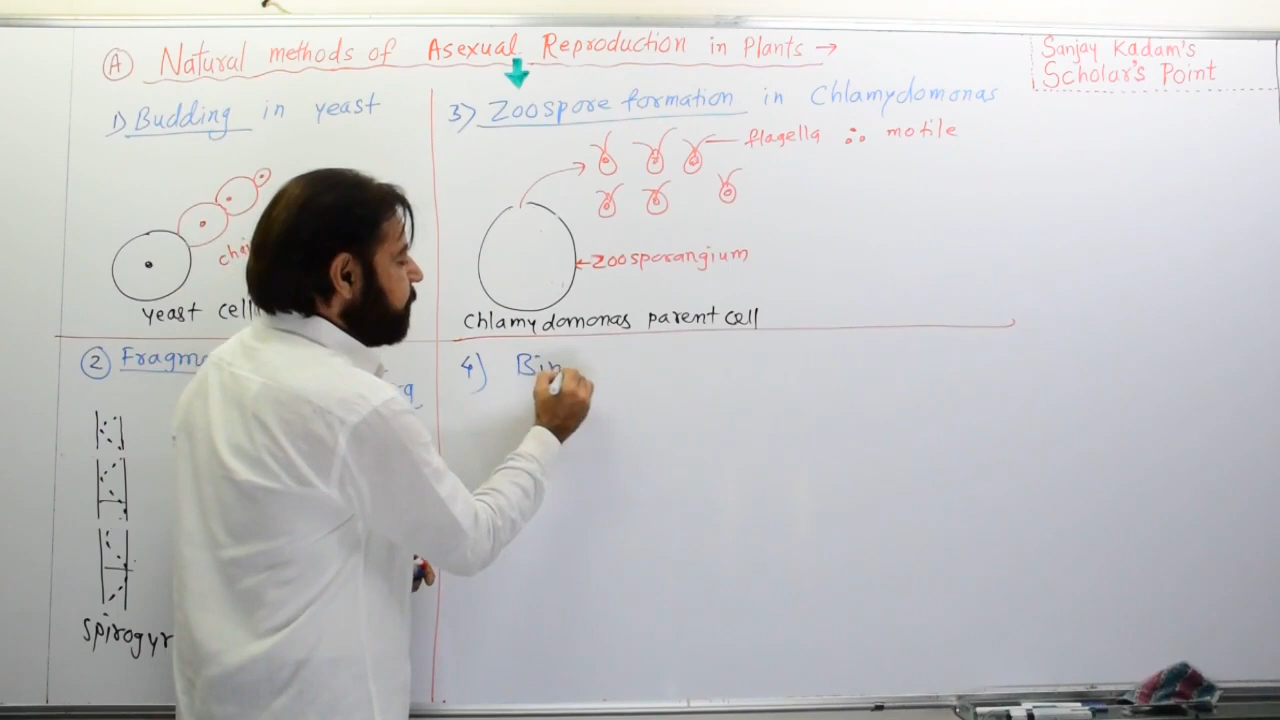 A Natural methods of Asexual Reproduction in Plants →
Sanjay Kadam's
Scholar's Point
1) Budding in yeast
yeast cell
3) Zoospore formation in Chlamydomonas
flagella ∴ motile
zoosporangium
Chlamydomonas parent cell
2 Fragm
spirogyr
4) Bin